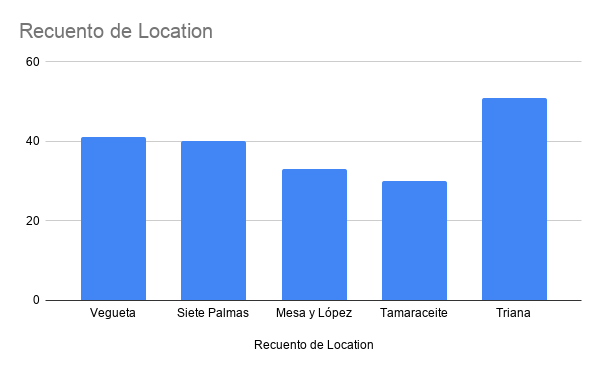 Recuento de Location
60
40
20
0
Vegueta Siete Palmas Mesa y López Tamaraceite Triana
Recuento de Location